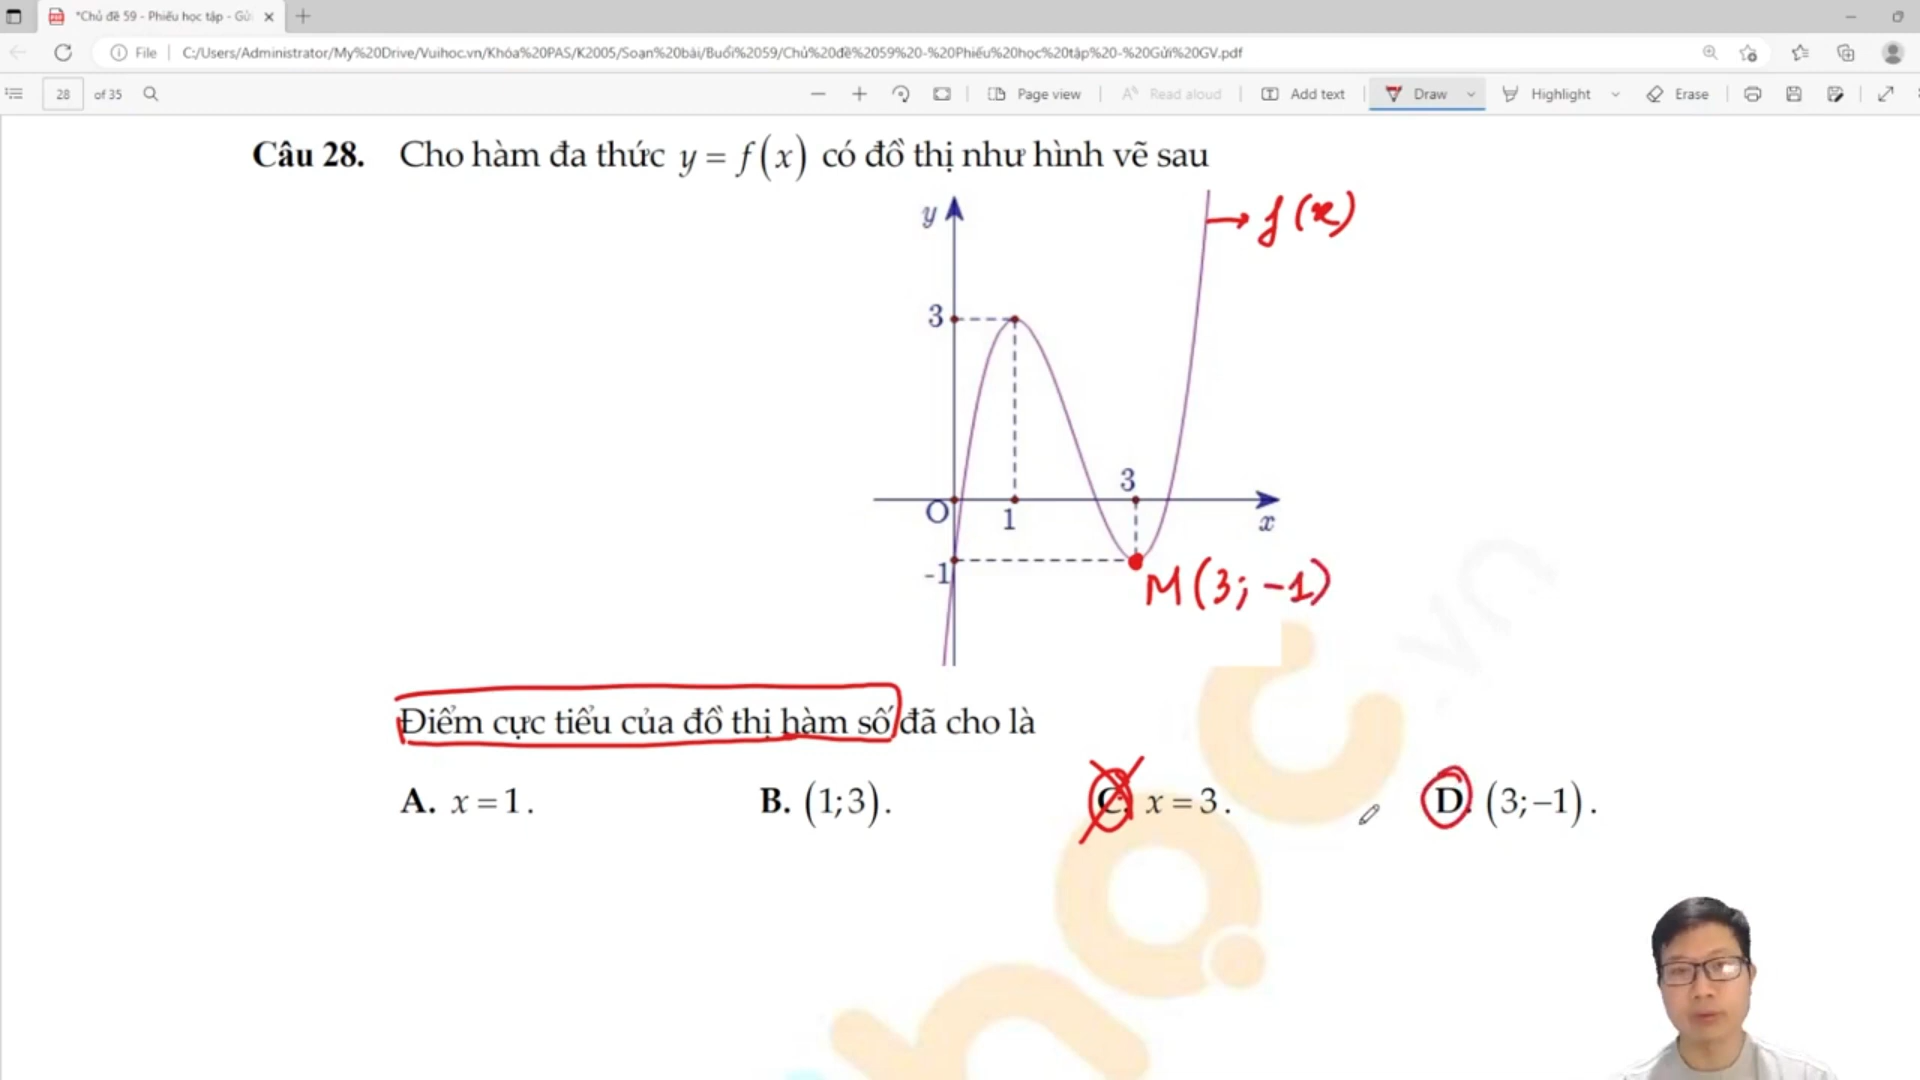 *Chủ đề 59 - Phiếu học tập - Gửi
File C:/Users/Administrator/My%20Drive/Vuihoc.vn/Khóa%20PAS/K2005/Soạn%20bài/Buổi%2059/Chủ%20đề%2059%20-%20Phiếu%20học%20tập%20-%20Gửi%20GV.pdf
28 of 35 Page view Read aloud Add text Draw Highlight Erase
Câu 28. Cho hàm đa thức y = f(x) có đồ thị như hình vẽ sau
y
f(x)
3
3
O
1
x
-1
M(3; -1)
Điểm cực tiểu của đồ thị hàm số đã cho là
A. x = 1. B. (1;3). C. x = 3. D. (3;−1).